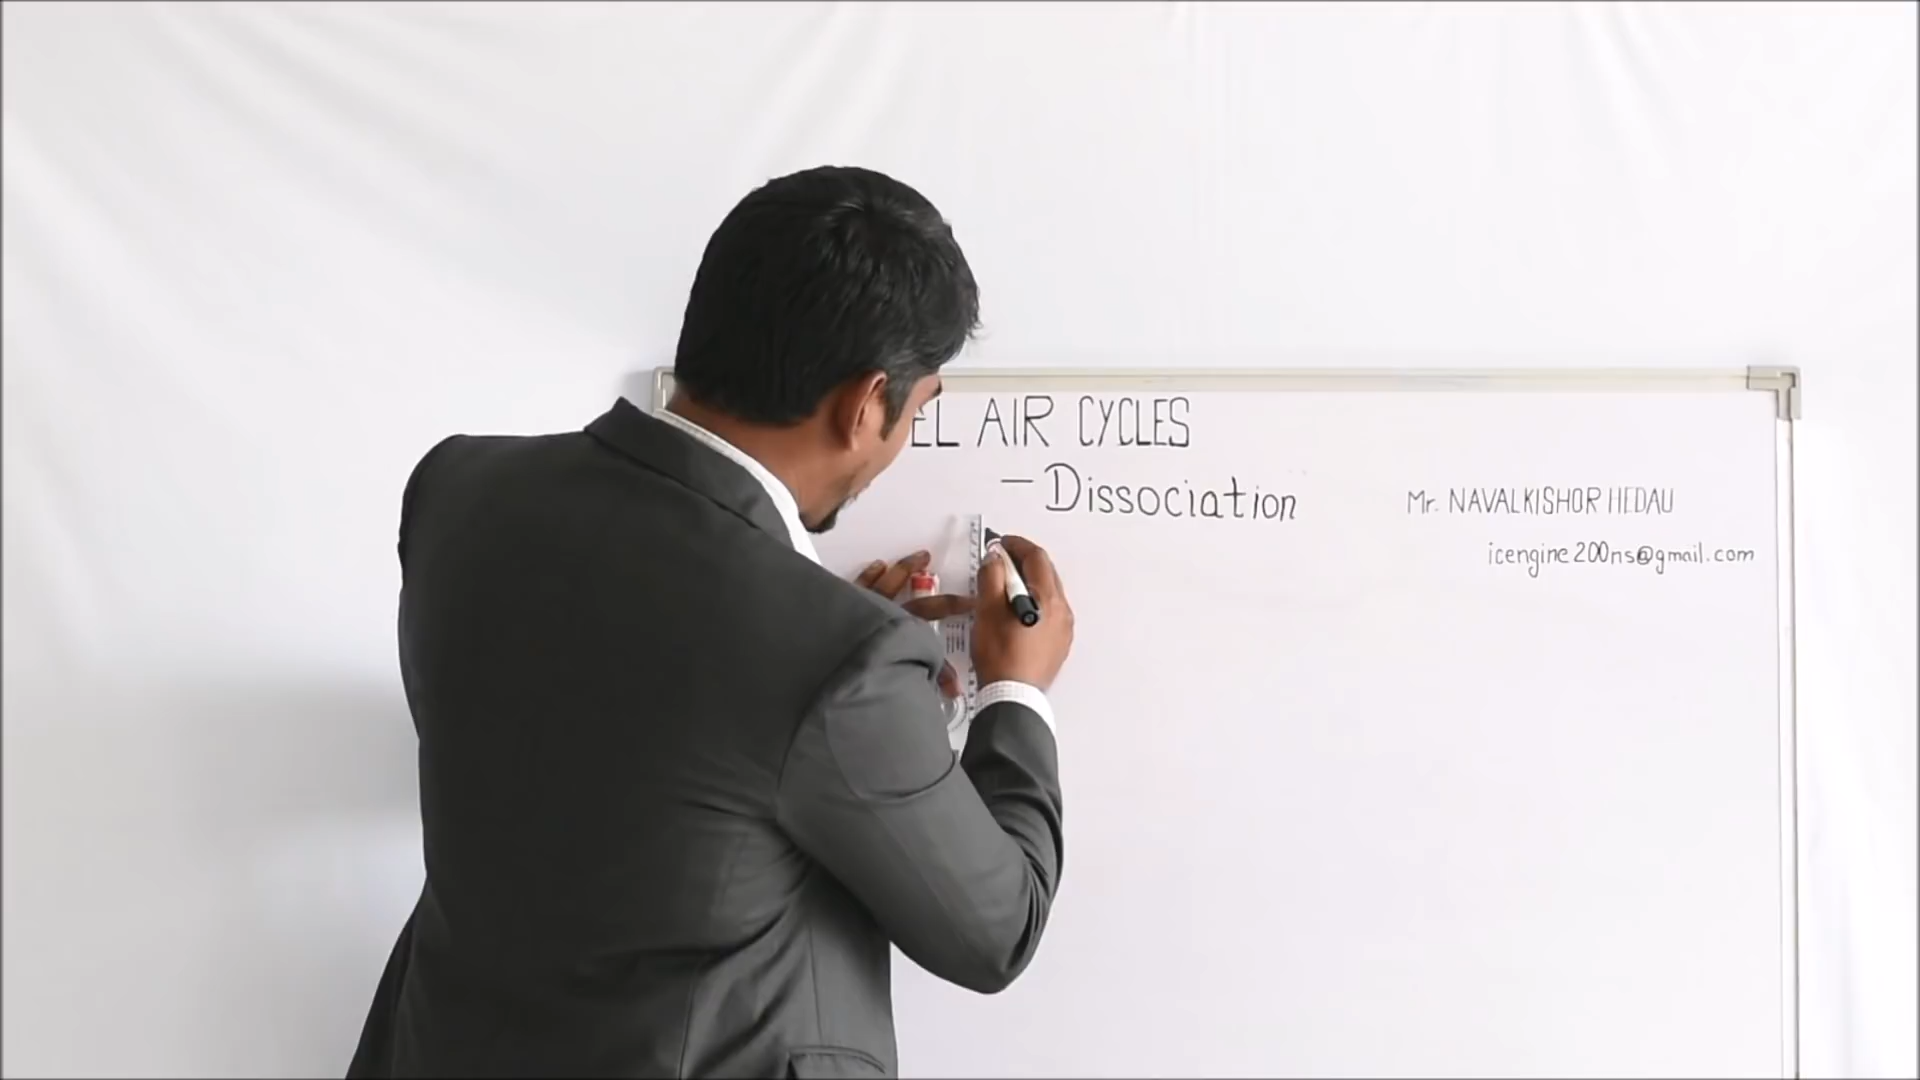 EL AIR CYCLES
- Dissociation
Mr. NAVALKISHOR HEDAU
icengine200ns@gmail.com